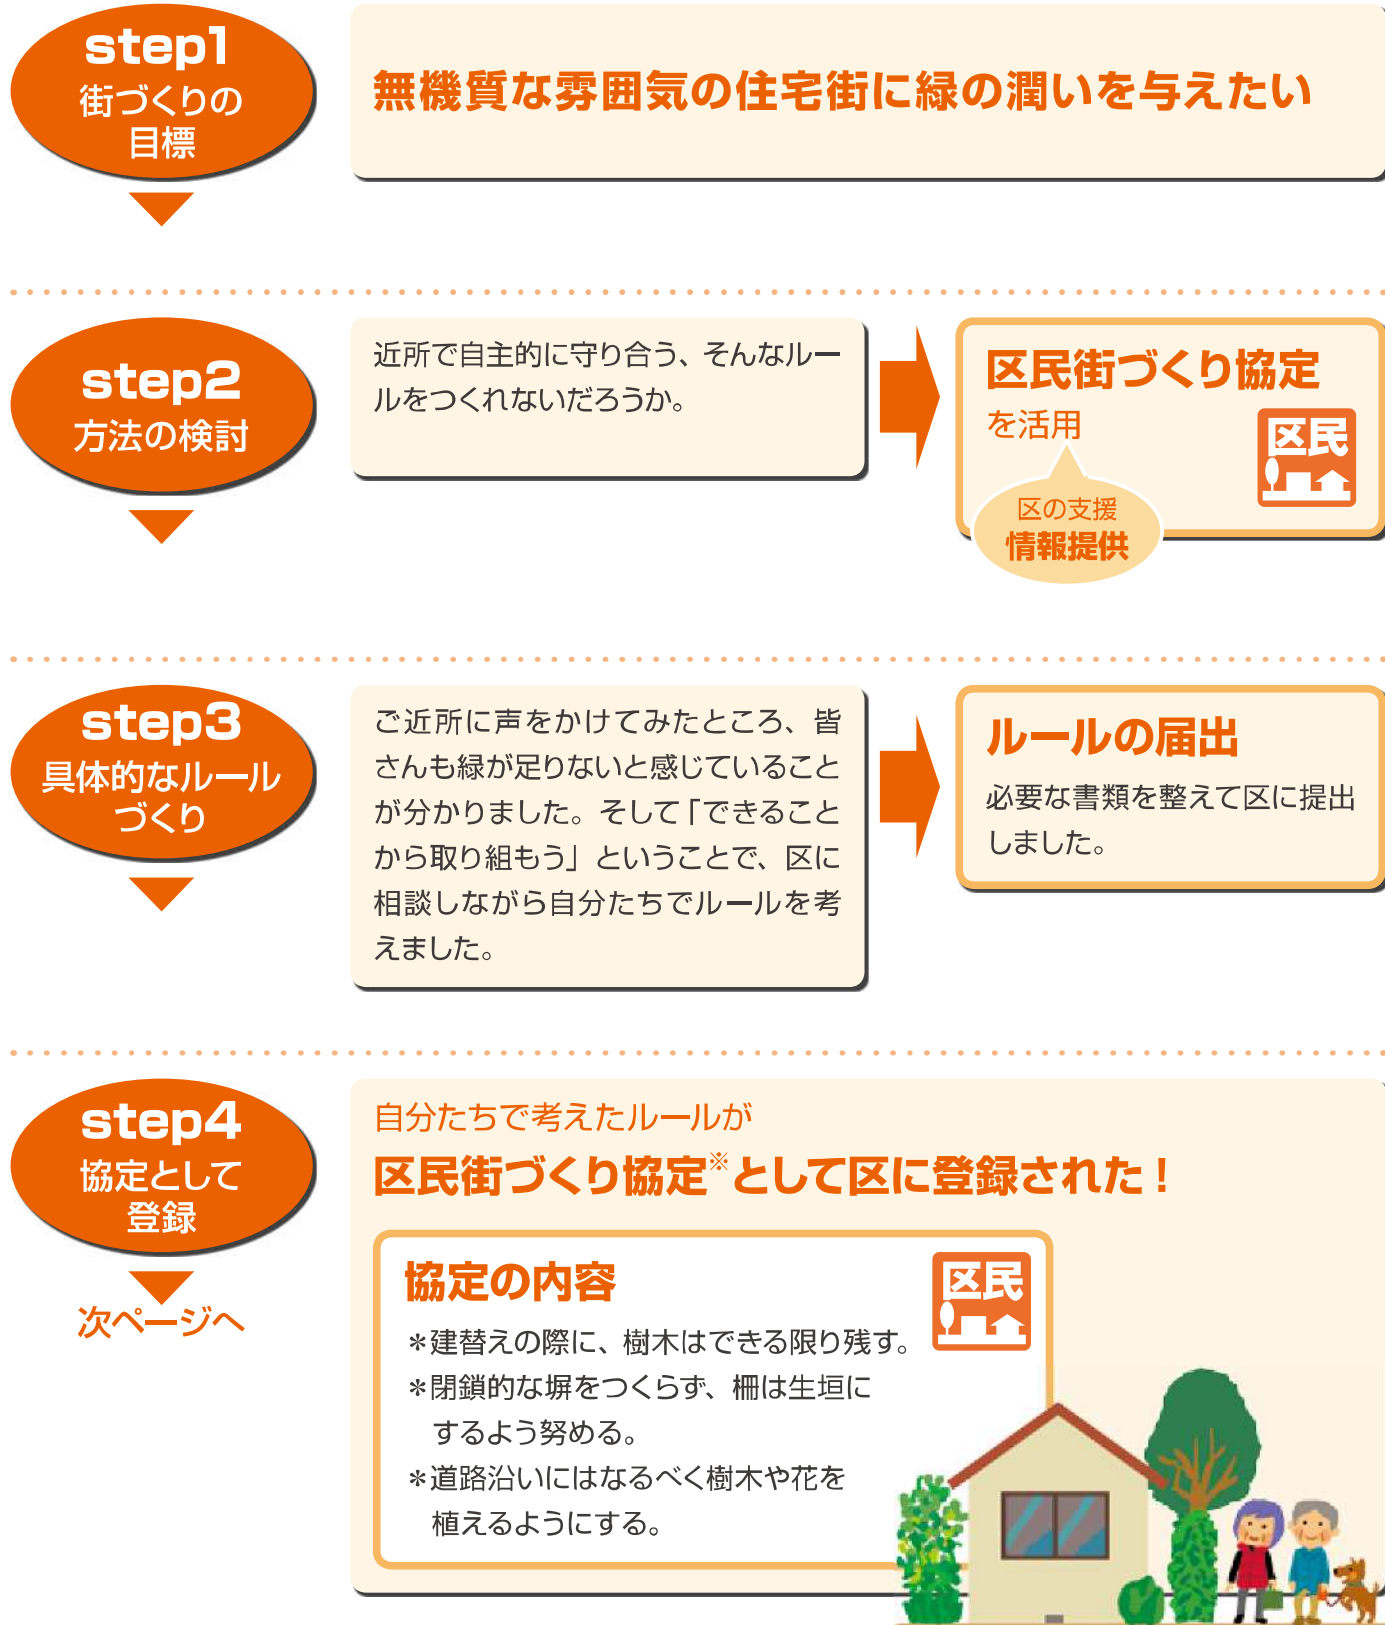 step1
街づくりの
目標
無機質な雰囲気の住宅街に緑の潤いを与えたい
step2
方法の検討
近所で自主的に守り合う、そんなルー
ルをつくれないだろうか。
区民街づくり協定
を活用
区民
区の支援
情報提供
step3
具体的なルール
づくり
ご近所に声をかけてみたところ、皆
さんも緑が足りないと感じていること
が分かりました。そして「できること
から取り組もう」ということで、区に
相談しながら自分たちでルールを考
えました。
ルールの届出
必要な書類を整えて区に提出
しました。
step4
協定として
登録
次ページへ
自分たちで考えたルールが
区民街づくり協定※として区に登録された！
協定の内容
区民
＊建替えの際に、樹木はできる限り残す。
＊閉鎖的な塀をつくらず、柵は生垣に
するよう努める。
＊道路沿いにはなるべく樹木や花を
植えるようにする。